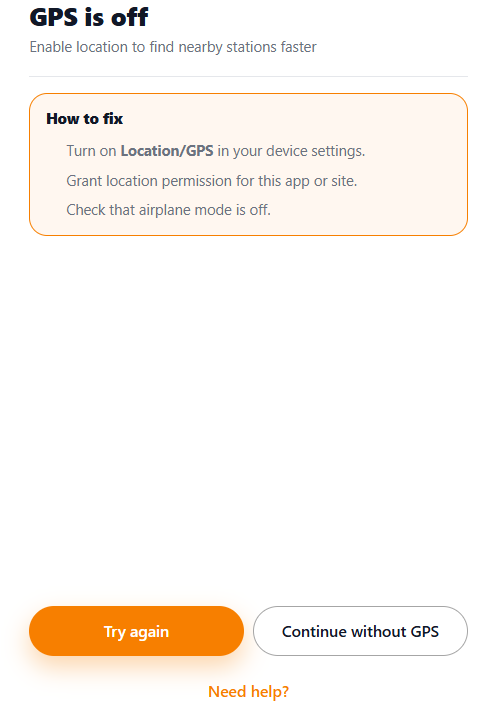 GPS is off
Enable location to find nearby stations faster
How to fix
Turn on Location/GPS in your device settings.
Grant location permission for this app or site.
Check that airplane mode is off.
Try again
Continue without GPS
Need help?